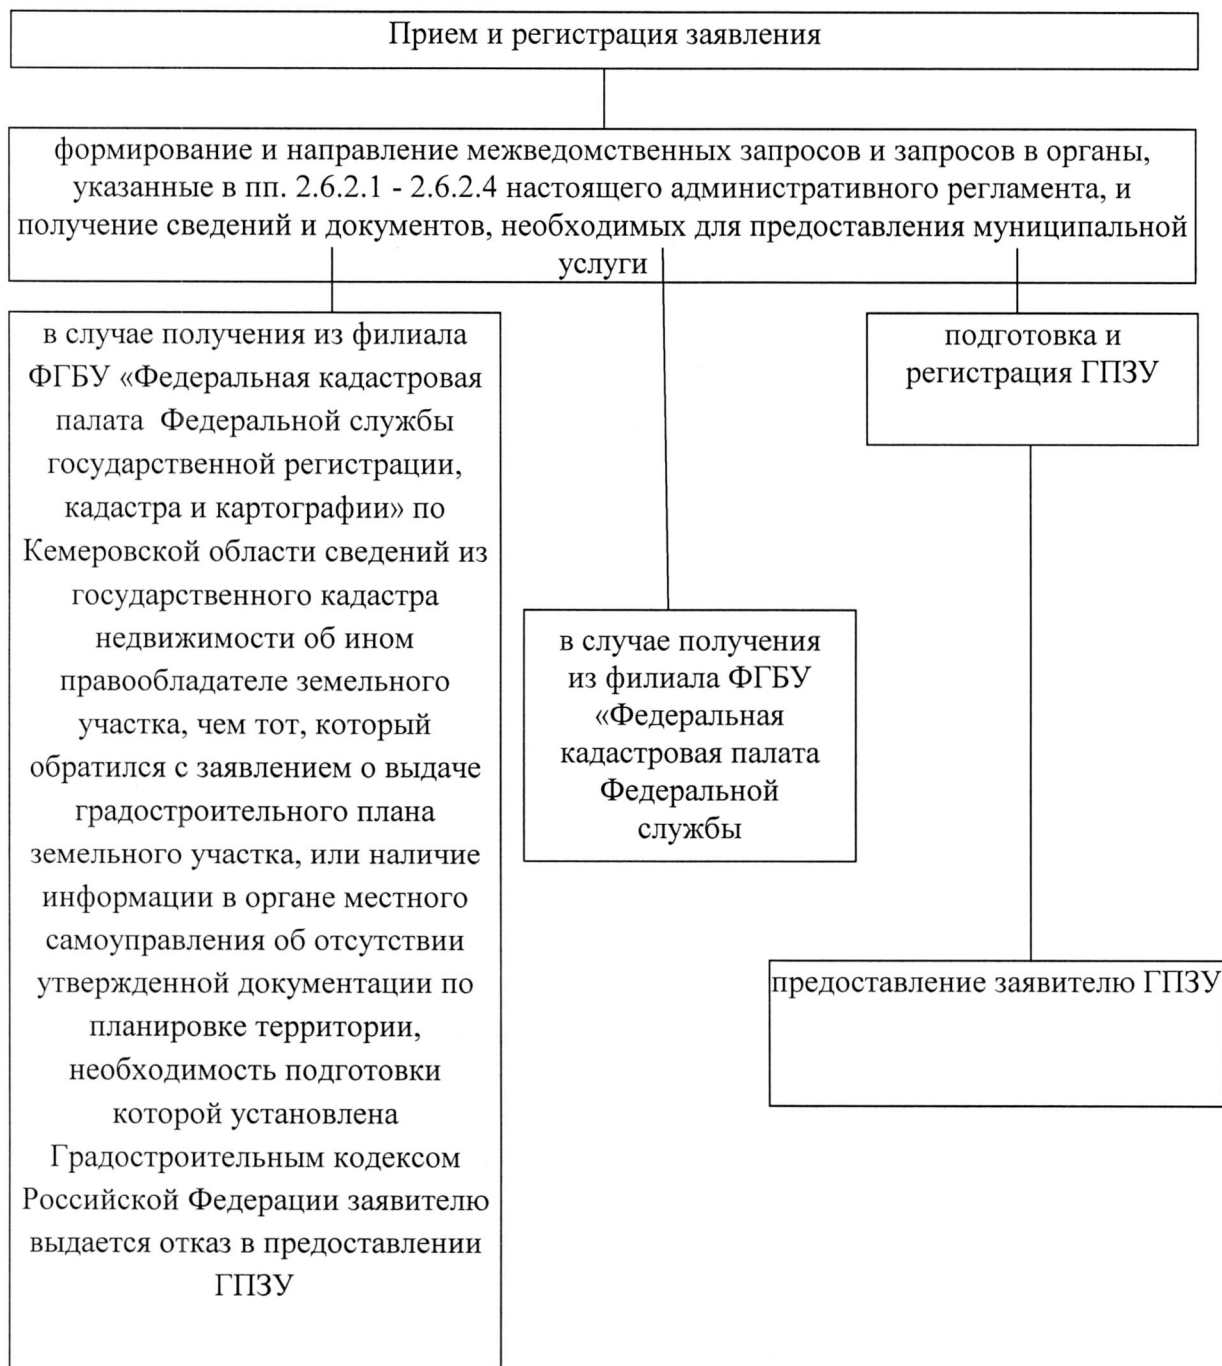 Прием и регистрация заявления
формирование и направление межведомственных запросов и запросов в органы,
указанные в пп. 2.6.2.1 - 2.6.2.4 настоящего административного регламента, и
получение сведений и документов, необходимых для предоставления муниципальной
услуги
в случае получения из филиала
ФГБУ «Федеральная кадастровая
палата Федеральной службы
государственной регистрации,
кадастра и картографии» по
Кемеровской области сведений из
государственного кадастра
недвижимости об ином
правообладателе земельного
участка, чем тот, который
обратился с заявлением о выдаче
градостроительного плана
земельного участка, или наличие
информации в органе местного
самоуправления об отсутствии
утвержденной документации по
планировке территории,
необходимость подготовки
которой установлена
Градостроительным кодексом
Российской Федерации заявителю
выдается отказ в предоставлении
ГПЗУ
в случае получения
из филиала ФГБУ
«Федеральная
кадастровая палата
Федеральной
службы
подготовка и
регистрация ГПЗУ
предоставление заявителю ГПЗУ